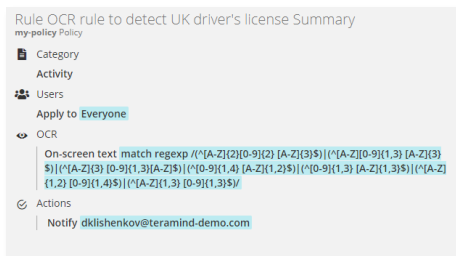 Rule OCR rule to detect UK driver's license Summary
my-policy Policy
Category
Activity
Users
Apply to Everyone
OCR
On-screen text match regexp /(^[A-Z]{2}[0-9]{2} [A-Z]{3}$)|(^[A-Z][0-9]{1,3} [A-Z]{3}
$)|(^[A-Z]{3} [0-9]{1,3}[A-Z]$)|(^[0-9]{1,4} [A-Z]{1,2}$)|(^[0-9]{1,3} [A-Z]{1,3}$)|(^[A-Z]
{1,2} [0-9]{1,4}$)|(^[A-Z]{1,3} [0-9]{1,3}$)/
Actions
Notify dklishenkov@teramind-demo.com